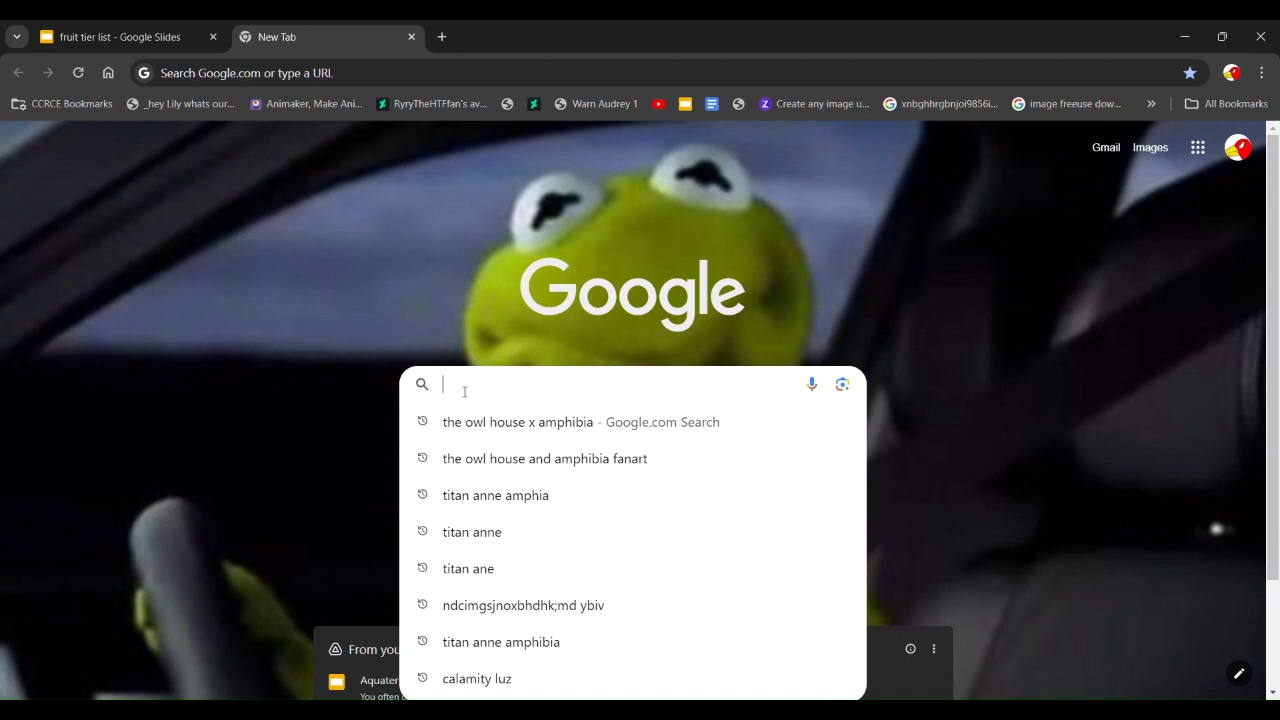 fruit tier list - Google Slides
New Tab
Search Google.com or type a URL
CCRCE Bookmarks
_hey Lily whats our...
Animaker, Make Ani...
RyryTheHTFfan's av...
Warn Audrey 1
Create any image u...
xnbghhrgbnjoi9856i...
image freeuse dow...
All Bookmarks
Gmail
Images
Google
the owl house x amphibia - Google.com Search
the owl house and amphibia fanart
titan anne amphia
titan anne
titan ane
ndcimgsjnoxbhdhk;md ybiv
titan anne amphibia
calamity luz
From you
Aquater
You often